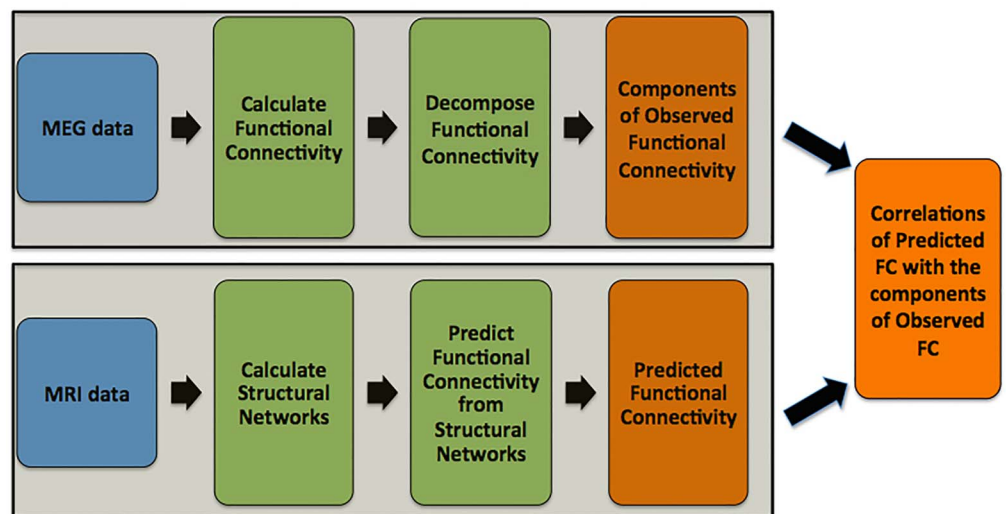 MEG data
Calculate
Functional
Connectivity
Decompose
Functional
Connectivity
Components
of Observed
Functional
Connectivity
MRI data
Calculate
Structural
Networks
Predict
Functional
Connectivity
from
Structural
Networks
Predicted
Functional
Connectivity
Correlations
of Predicted
FC with the
components
of Observed
FC